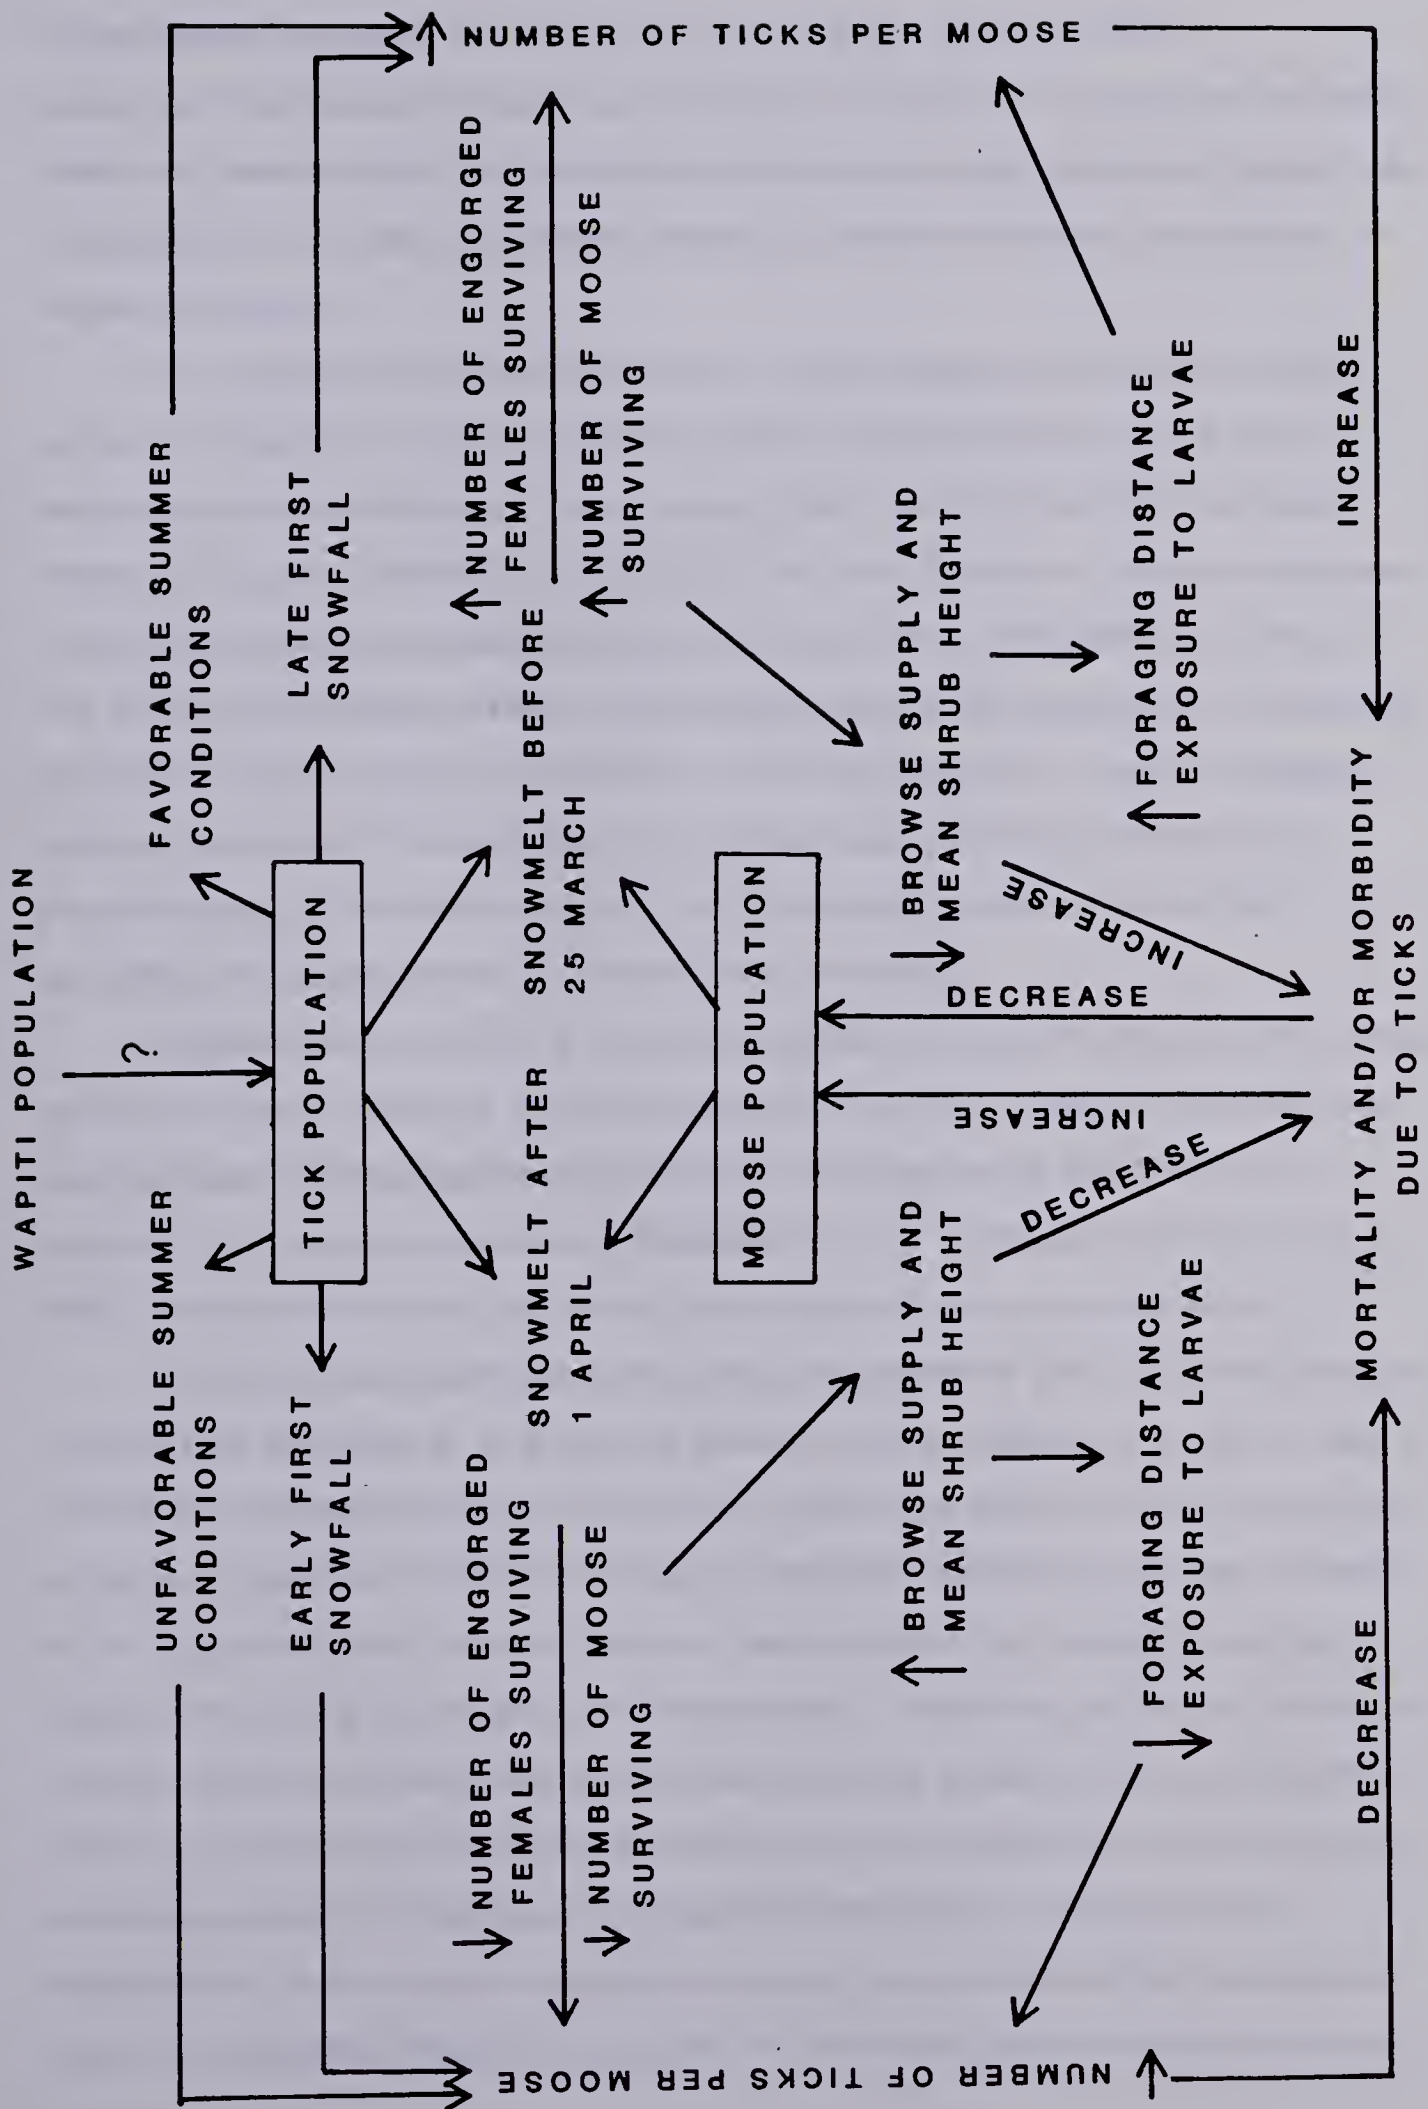 WAPITI POPULATION
?
UNFAVORABLE SUMMER
CONDITIONS
FAVORABLE SUMMER
CONDITIONS
TICK POPULATION
EARLY FIRST
SNOWFALL
LATE FIRST
SNOWFALL
NUMBER OF ENGORGED
FEMALES SURVIVING
NUMBER OF MOOSE
SURVIVING
SNOWMELT AFTER
1 APRIL
SNOWMELT BEFORE
25 MARCH
NUMBER OF ENGORGED
FEMALES SURVIVING
NUMBER OF MOOSE
SURVIVING
NUMBER OF TICKS PER MOOSE
NUMBER OF TICKS PER MOOSE
MOOSE POPULATION
BROWSE SUPPLY AND
MEAN SHRUB HEIGHT
BROWSE SUPPLY AND
MEAN SHRUB HEIGHT
DECREASE
INCREASE
DECREASE
INCREASE
FORAGING DISTANCE
EXPOSURE TO LARVAE
FORAGING DISTANCE
EXPOSURE TO LARVAE
DECREASE
INCREASE
MORTALITY AND/OR MORBIDITY
DUE TO TICKS